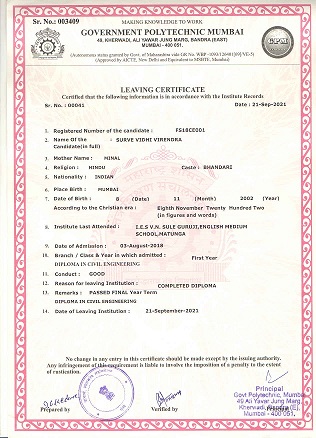 Sr. No.: 003409
MAKING KNOWLEDGE TO WORK
GOVERNMENT POLYTECHNIC MUMBAI
49, KHERWADI, ALI YAWAR JUNG MARG, BANDRA (EAST)
MUMBAI - 400 051.
(Autonomous status granted by Govt. of Maharashtra vide GR No. WBP
(Approved by AICTE, New Delhi and Equivalent to MSBTE, Mumbai)
GPM
LEAVING CERTIFICATE
Certified that the following information is in accordance with the Institute Records
Sr. No. : 00041 Date : 21-Sep-2021
1. Registered Number of the candidate : FS18CE001
2. Name Of the : SURVE VIDHI VIRENDRA
Candidate(in full)
3. Mother Name : MINAL
4. Religion : HINDU Caste : BHANDARI
5. Nationality : INDIAN
6. Place Birth : MUMBAI
7. Date of Birth : 8 (Date) 11 (Month) 2002 (Year)
According to the Christian era : Eighth November Twenty Hundred Two
(in figures and words)
8. Institute Last Attended : I.E.S V.N. SULE GURUJI,ENGLISH MEDIUM
SCHOOL,MATUNGA
9. Date of Admission : 03-August-2018
10. Branch / Class & Year in which admitted : First Year
DIPLOMA IN CIVIL ENGINEERING
11. Conduct : GOOD
12. Reason for leaving Institution : COMPLETED DIPLOMA
13. Remarks : PASSED FINAL Year Term
DIPLOMA IN CIVIL ENGINEERING
14. Date of Leaving Institution : 21-September-2021
No change in any entry in this certificate should be made except by the issuing authority.
Any infringement of this requirement is liable to involve the imposition of a penalty to the extent
of restication.
Prepared by Verified by
Principal
Govt Polytechnic, Mumbai
49 Ali Yavar Jung Marg,
Kherwadi, Bandra (E),
Mumbai - 400 051.